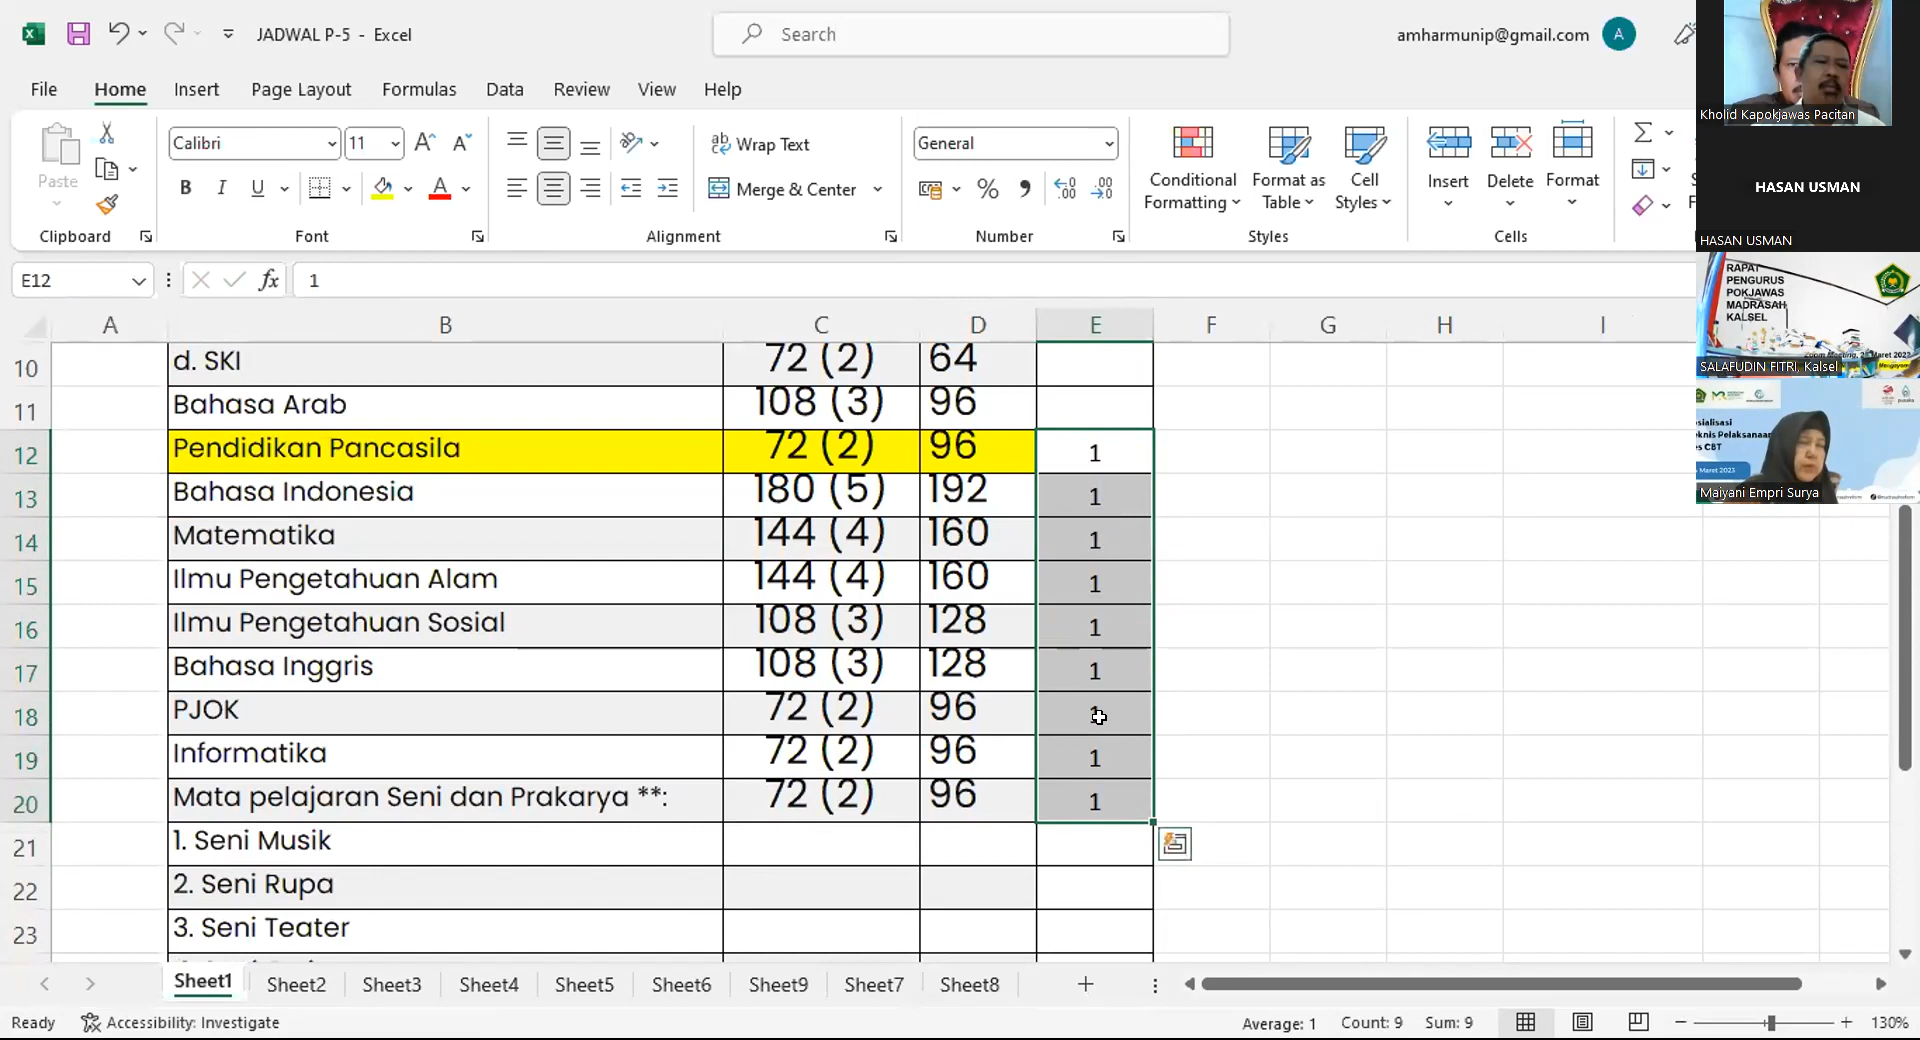 JADWAL P-5 - Excel
Search
amharmunip@gmail.com
A
File Home Insert Page Layout Formulas Data Review View Help
Paste
Calibri
11
Wrap Text
Merge & Center
General
Conditional Formatting
Format as Table
Cell Styles
Insert
Delete
Format
Clipboard
Font
Alignment
Number
Styles
Cells
E12
fx
1
A B C D E F G H I
10 d. SKI 72 (2) 64
11 Bahasa Arab 108 (3) 96
12 Pendidikan Pancasila 72 (2) 96 1
13 Bahasa Indonesia 180 (5) 192 1
14 Matematika 144 (4) 160 1
15 Ilmu Pengetahuan Alam 144 (4) 160 1
16 Ilmu Pengetahuan Sosial 108 (3) 128 1
17 Bahasa Inggris 108 (3) 128 1
18 PJOK 72 (2) 96 1
19 Informatika 72 (2) 96 1
20 Mata pelajaran Seni dan Prakarya **: 72 (2) 96 1
21 1. Seni Musik
22 2. Seni Rupa
23 3. Seni Teater
Sheet1 Sheet2 Sheet3 Sheet4 Sheet5 Sheet6 Sheet9 Sheet7 Sheet8
Ready
Accessibility: Investigate
Average: 1 Count: 9 Sum: 9
130%
Kholid Kapokjawas Pacitan
HASAN USMAN
HASAN USMAN
RAPAT
PENGURUS
POKJAWAS
MADRASAH
KALSEL
SALAFUDIN FITRI, Kalsel
sialisasi
eknis Pelaksanaan
es CBT
Maret 2023
Maiyani Empri Surya